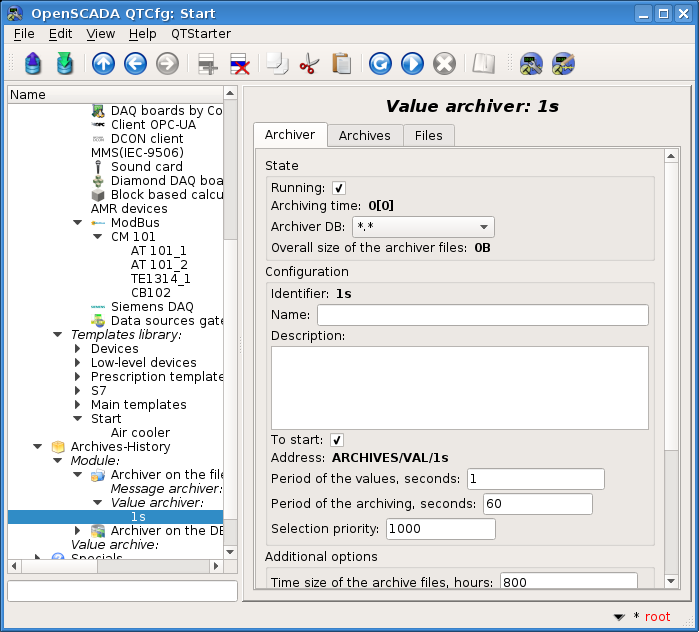 OpenSCADA QTCfg: Start
File Edit View Help QTStarter
Name
DAQ boards by Co
Client OPC-UA
DCON client
MMS(IEC-9506)
Sound card
Diamond DAQ boa
Block based calcu
AMR devices
ModBus
CM 101
AT 101_1
AT 101_2
TE1314_1
CB102
Siemens DAQ
Data sources gate
Templates library:
Devices
Low-level devices
Prescription template
S7
Main templates
Start
Air cooler
Archives-History
Module:
Archiver on the file
Message archiver:
Value archiver:
1s
Archiver on the DB
Value archive:
Specials
Value archiver: 1s
Archiver Archives Files
State
Running:
Archiving time: 0[0]
Archiver DB: *.*
Overall size of the archiver files: 0B
Configuration
Identifier: 1s
Name:
Description:
To start:
Address: ARCHIVES/VAL/1s
Period of the values, seconds: 1
Period of the archiving, seconds: 60
Selection priority: 1000
Additional options
Time size of the archive files, hours: 800
* root